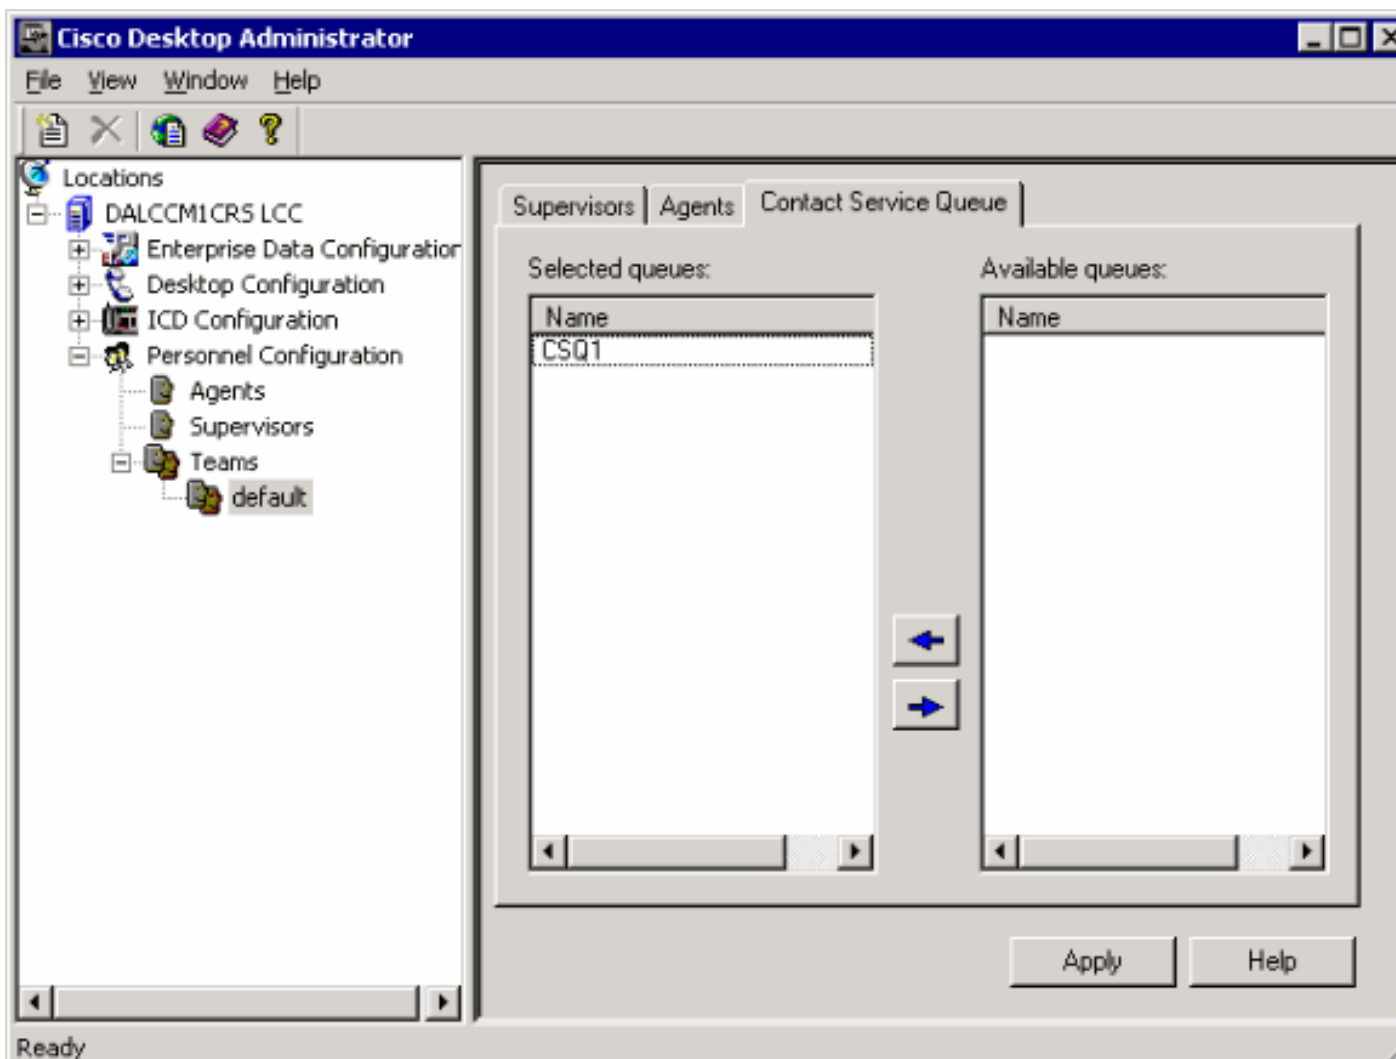 Cisco Desktop Administrator
File View Window Help
Locations
DALCCM1CRS LCC
Enterprise Data Configuration
Desktop Configuration
ICD Configuration
Personnel Configuration
Agents
Supervisors
Teams
default
Supervisors Agents Contact Service Queue
Selected queues: Available queues:
Name Name
CSQ1
Apply Help
Ready